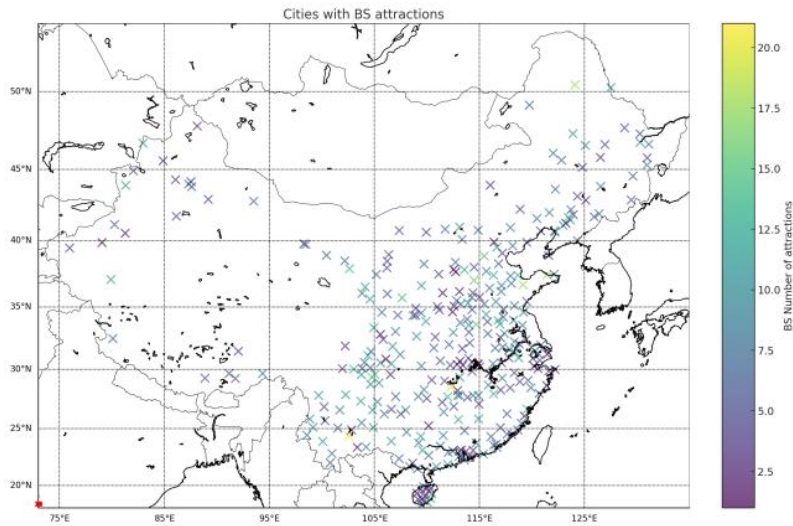 Cities with BS attractions
50°N
45°N
40°N
35°N
30°N
25°N
20°N
75°E
85°E
95°E
105°E
115°E
125°E
20.0
17.5
15.0
12.5
10.0
7.5
5.0
2.5
BS Number of attractions